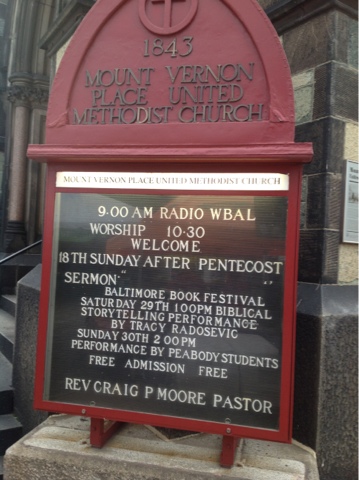 1843
MOUNT VERNON
PLACE UNITED
METHODIST CHURCH
MOUNT VERNON PLACE UNITED METHODIST CHURCH
9·00 AM RADIO WBAL
WORSHIP 10·30
WELCOME
18TH SUNDAY AFTER PENTECOST
SERMON " "
BALTIMORE BOOK FESTIVAL
SATURDAY 29TH 1 00PM BIBLICAL
STORYTELLING PERFORMANCE
BY TRACY RADOSEVIC
SUNDAY 30TH 2 00 PM
PERFORMANCE BY PEABODY STUDENTS
FREE ADMISSION FREE
REV CRAIG P MOORE PASTOR